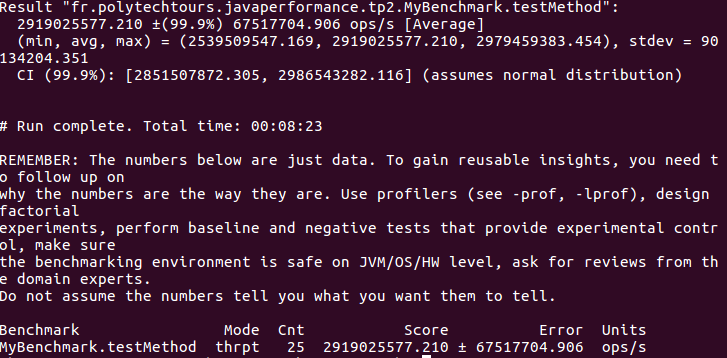 Result "fr.polytechtours.javaperformance.tp2.MyBenchmark.testMethod":
  2919025577.210 ±(99.9%) 67517704.906 ops/s [Average]
  (min, avg, max) = (2539509547.169, 2919025577.210, 2979459383.454), stdev = 90
134204.351
  CI (99.9%): [2851507872.305, 2986543282.116] (assumes normal distribution)
# Run complete. Total time: 00:08:23
REMEMBER: The numbers below are just data. To gain reusable insights, you need t
o follow up on
why the numbers are the way they are. Use profilers (see -prof, -lprof), design
factorial
experiments, perform baseline and negative tests that provide experimental contr
ol, make sure
the benchmarking environment is safe on JVM/OS/HW level, ask for reviews from th
e domain experts.
Do not assume the numbers tell you what you want them to tell.
Benchmark                Mode  Cnt           Score          Error  Units
MyBenchmark.testMethod  thrpt   25  2919025577.210 ± 67517704.906  ops/s